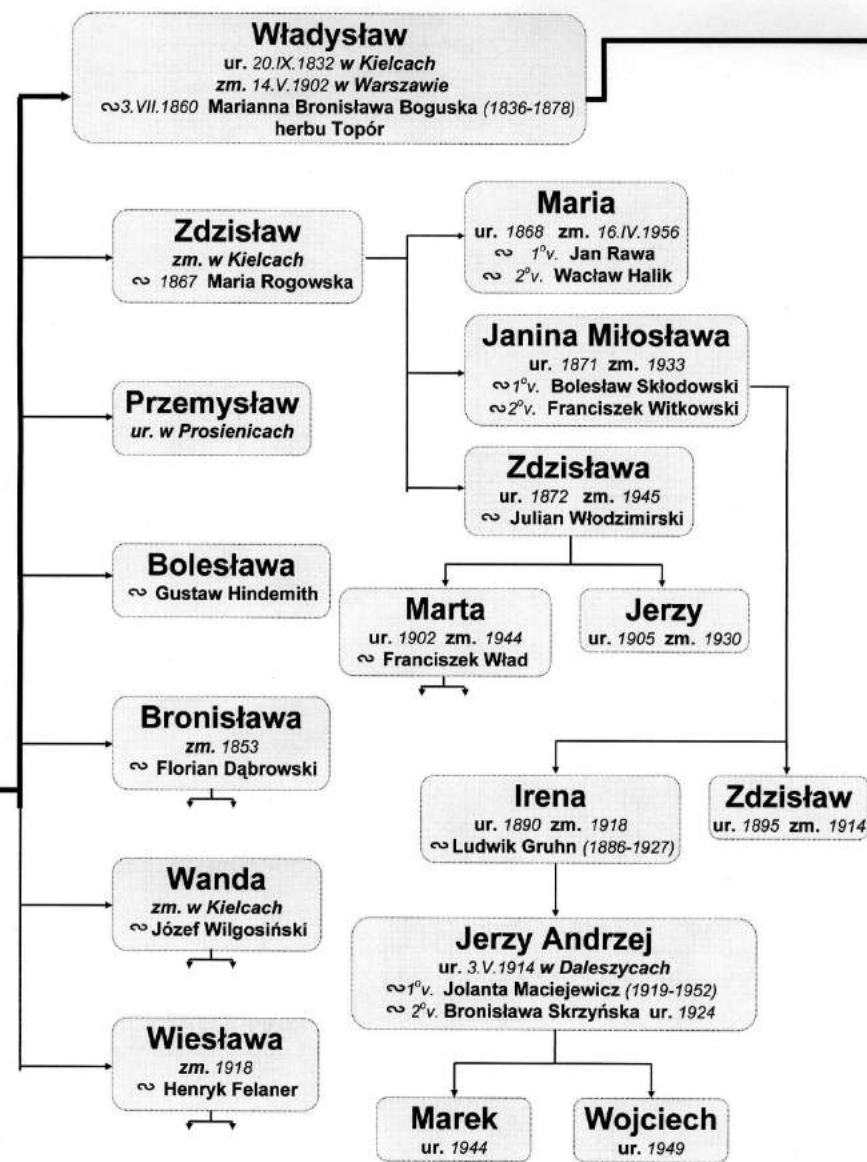 Władysław
ur. 20.IX.1832 w Kielcach
zm. 14.V.1902 w Warszawie
∾3.VII.1860 Marianna Bronisława Boguska (1836-1878)
herbu Topór
Zdzisław
zm. w Kielcach
∾ 1867 Maria Rogowska
Maria
ur. 1868 zm. 16.IV.1956
∾ 1°v. Jan Rawa
∾ 2°v. Wacław Halik
Janina Miłosława
ur. 1871 zm. 1933
∾1°v. Bolesław Skłodowski
∾2°v. Franciszek Witkowski
Przemysław
ur. w Prosienicach
Zdzisława
ur. 1872 zm. 1945
∾ Julian Włodzimirski
Bolesława
∾ Gustaw Hindemith
Marta
ur. 1902 zm. 1944
∾ Franciszek Wład
Jerzy
ur. 1905 zm. 1930
Bronisława
zm. 1853
∾ Florian Dąbrowski
Irena
ur. 1890 zm. 1918
∾Ludwik Gruhn (1886-1927)
Zdzisław
ur. 1895 zm. 1914
Wanda
zm. w Kielcach
∾ Józef Wilgosiński
Jerzy Andrzej
ur. 3.V.1914 w Daleszycach
∾1°v. Jolanta Maciejewicz (1919-1952)
∾ 2°v. Bronisława Skrzyńska ur. 1924
Wiesława
zm. 1918
∾ Henryk Felaner
Marek
ur. 1944
Wojciech
ur. 1949